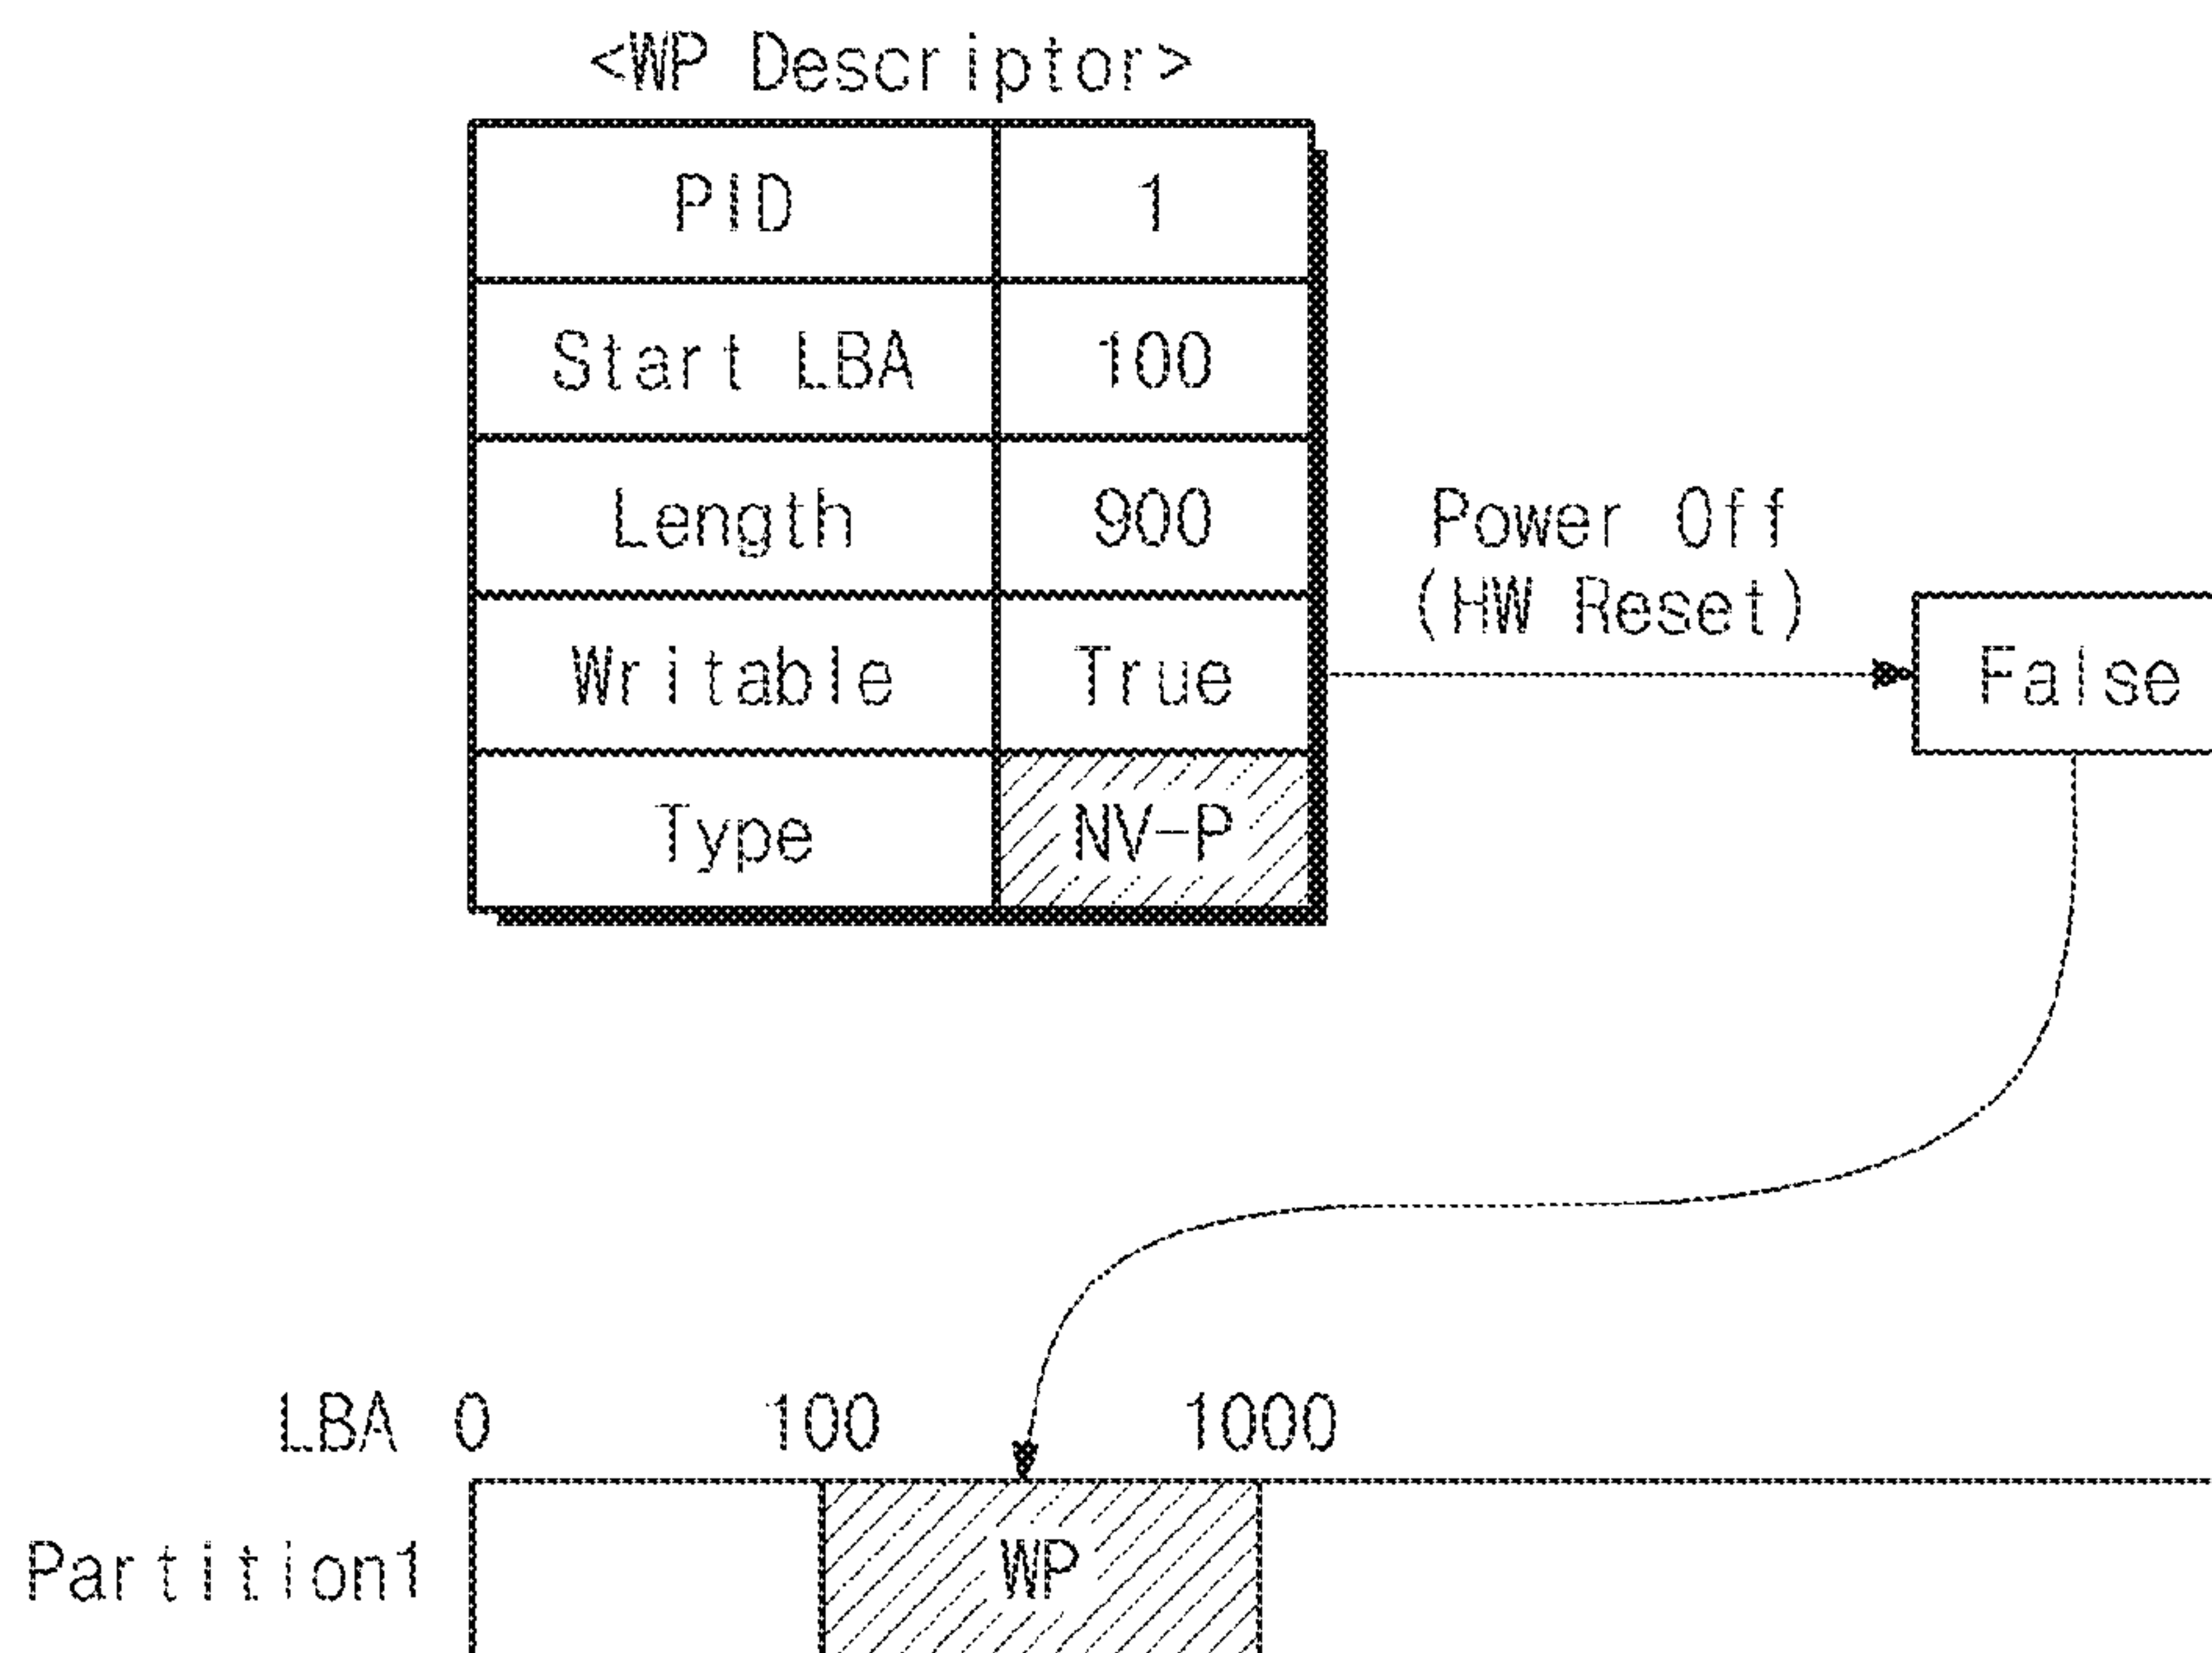 <WP Descriptor>
PID 1
Start LBA 100
Length 900
Power Off
(HW Reset)
Writable True
False
Type NV-P
LBA 0 100 1000
Partition1 WP